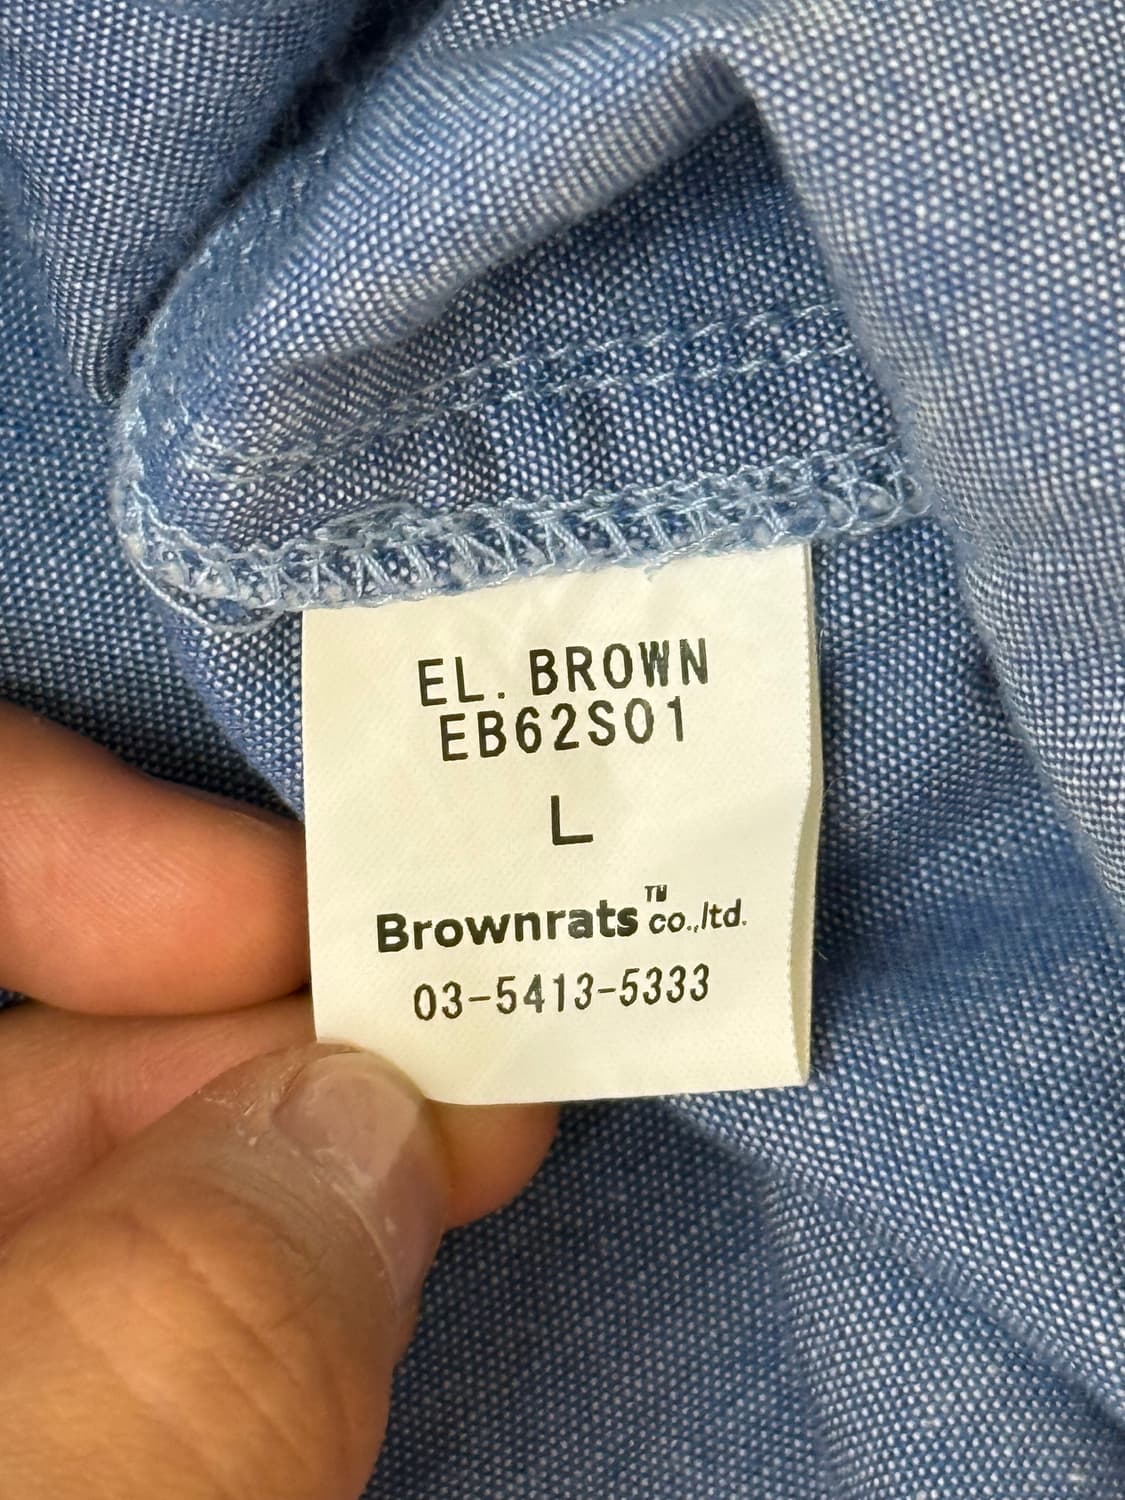 EL. BROWN
EB62S01
L
Brownrats™ co.,ltd.
03-5413-5333